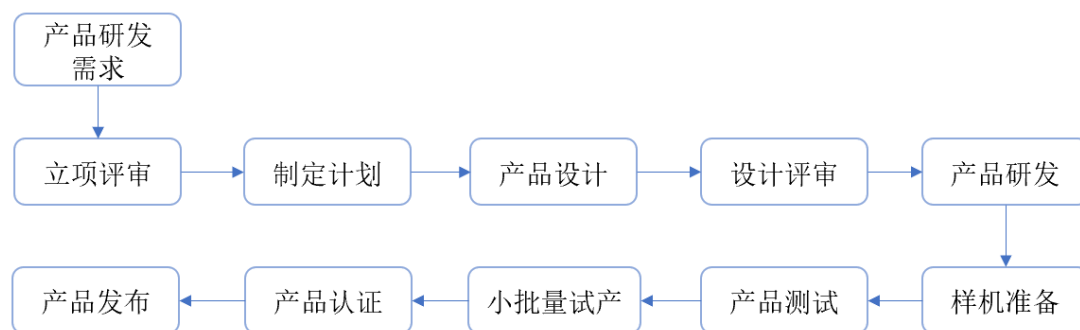 产品研发
需求
立项评审
制定计划
产品设计
设计评审
产品研发
样机准备
产品测试
小批量试产
产品认证
产品发布